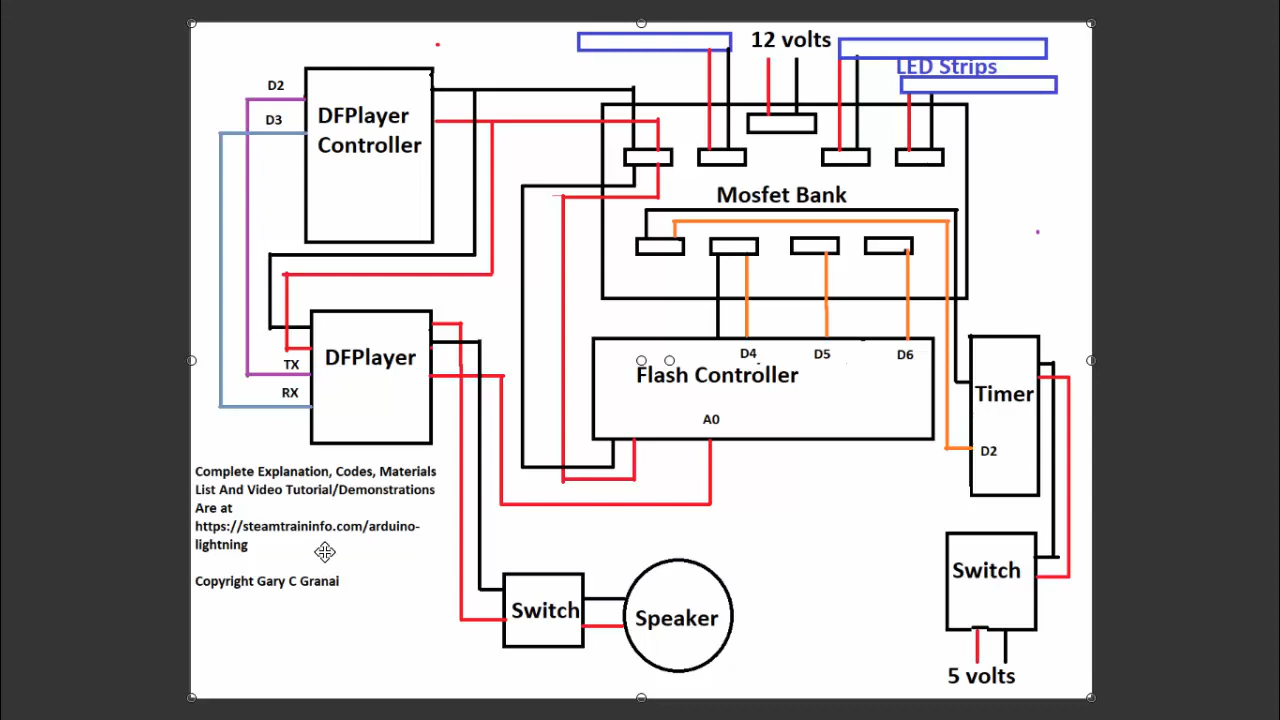 12 volts
LED Strips
D2
D3
DFPlayer
Controller
Mosfet Bank
DFPlayer
TX
RX
D4
D5
D6
Flash Controller
A0
Timer
D2
Complete Explanation, Codes, Materials
List And Video Tutorial/Demonstrations
Are at
https://steamtraininfo.com/arduino-
lightning
Copyright Gary C Granai
Switch
Speaker
Switch
5 volts